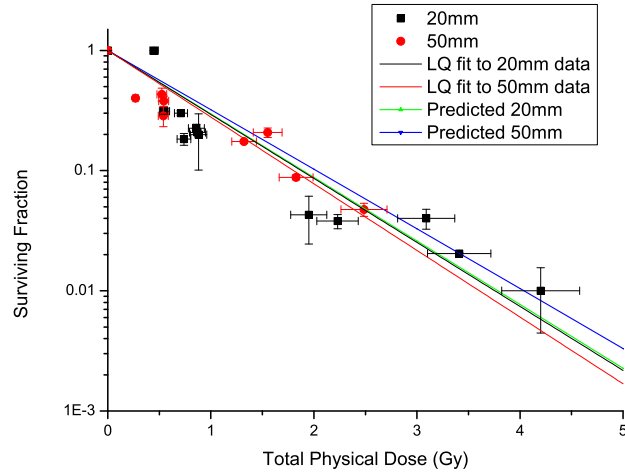 20mm
50mm
LQ fit to 20mm data
LQ fit to 50mm data
Predicted 20mm
Predicted 50mm
1
0.1
0.01
1E-3
Surviving Fraction
0 1 2 3 4 5
Total Physical Dose (Gy)